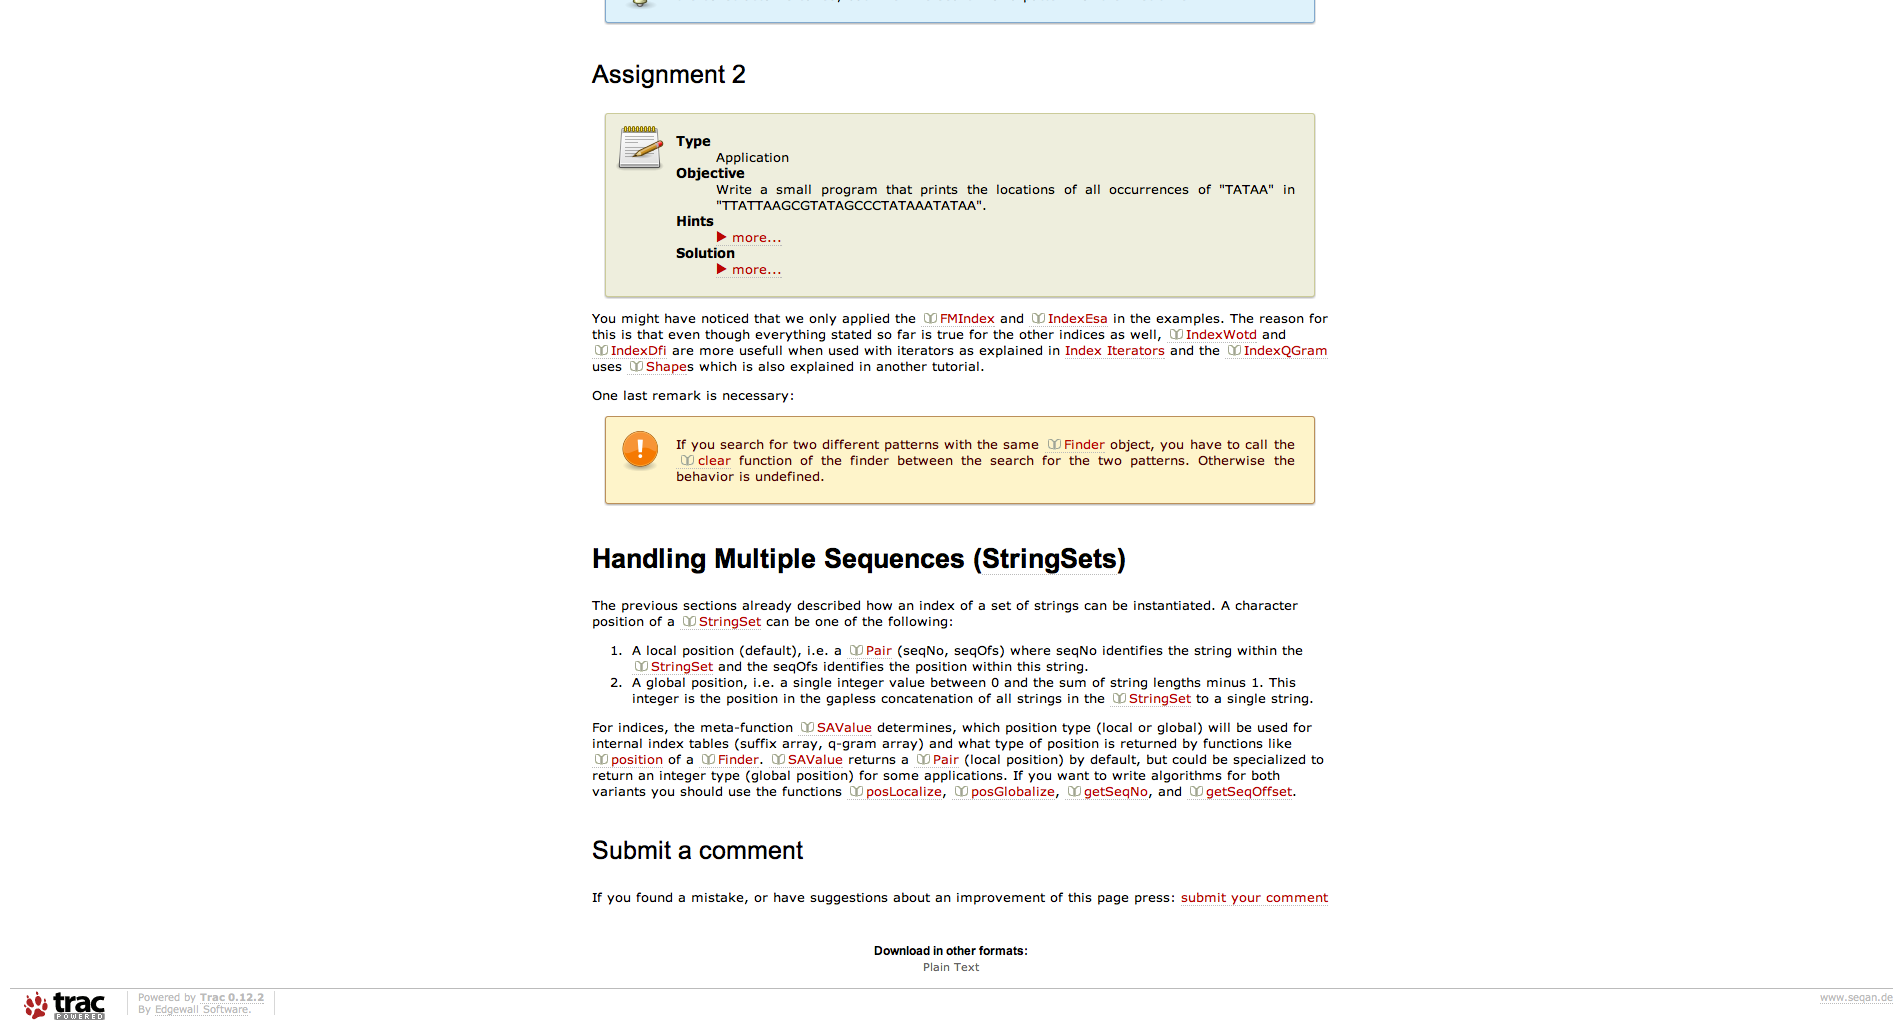 Assignment 2
Type
Application
Objective
Write a small program that prints the locations of all occurrences of "TATAA" in
"TTATTAAGCGTATAGCCCTATAAATATAA".
Hints
▶ more...
Solution
▶ more...
You might have noticed that we only applied the FMIndex and IndexEsa in the examples. The reason for
this is that even though everything stated so far is true for the other indices as well, IndexWotd and
IndexDfi are more usefull when used with iterators as explained in Index Iterators and the IndexQGram
uses Shapes which is also explained in another tutorial.
One last remark is necessary:
If you search for two different patterns with the same Finder object, you have to call the
clear function of the finder between the search for the two patterns. Otherwise the
behavior is undefined.
Handling Multiple Sequences (StringSets)
The previous sections already described how an index of a set of strings can be instantiated. A character
position of a StringSet can be one of the following:
1. A local position (default), i.e. a Pair (seqNo, seqOfs) where seqNo identifies the string within the
StringSet and the seqOfs identifies the position within this string.
2. A global position, i.e. a single integer value between 0 and the sum of string lengths minus 1. This
integer is the position in the gapless concatenation of all strings in the StringSet to a single string.
For indices, the meta-function SAValue determines, which position type (local or global) will be used for
internal index tables (suffix array, q-gram array) and what type of position is returned by functions like
position of a Finder. SAValue returns a Pair (local position) by default, but could be specialized to
return an integer type (global position) for some applications. If you want to write algorithms for both
variants you should use the functions posLocalize, posGlobalize, getSeqNo, and getSeqOffset.
Submit a comment
If you found a mistake, or have suggestions about an improvement of this page press: submit your comment
Download in other formats:
Plain Text
trac
POWERED
Powered by Trac 0.12.2
By Edgewall Software.
www.seqan.de